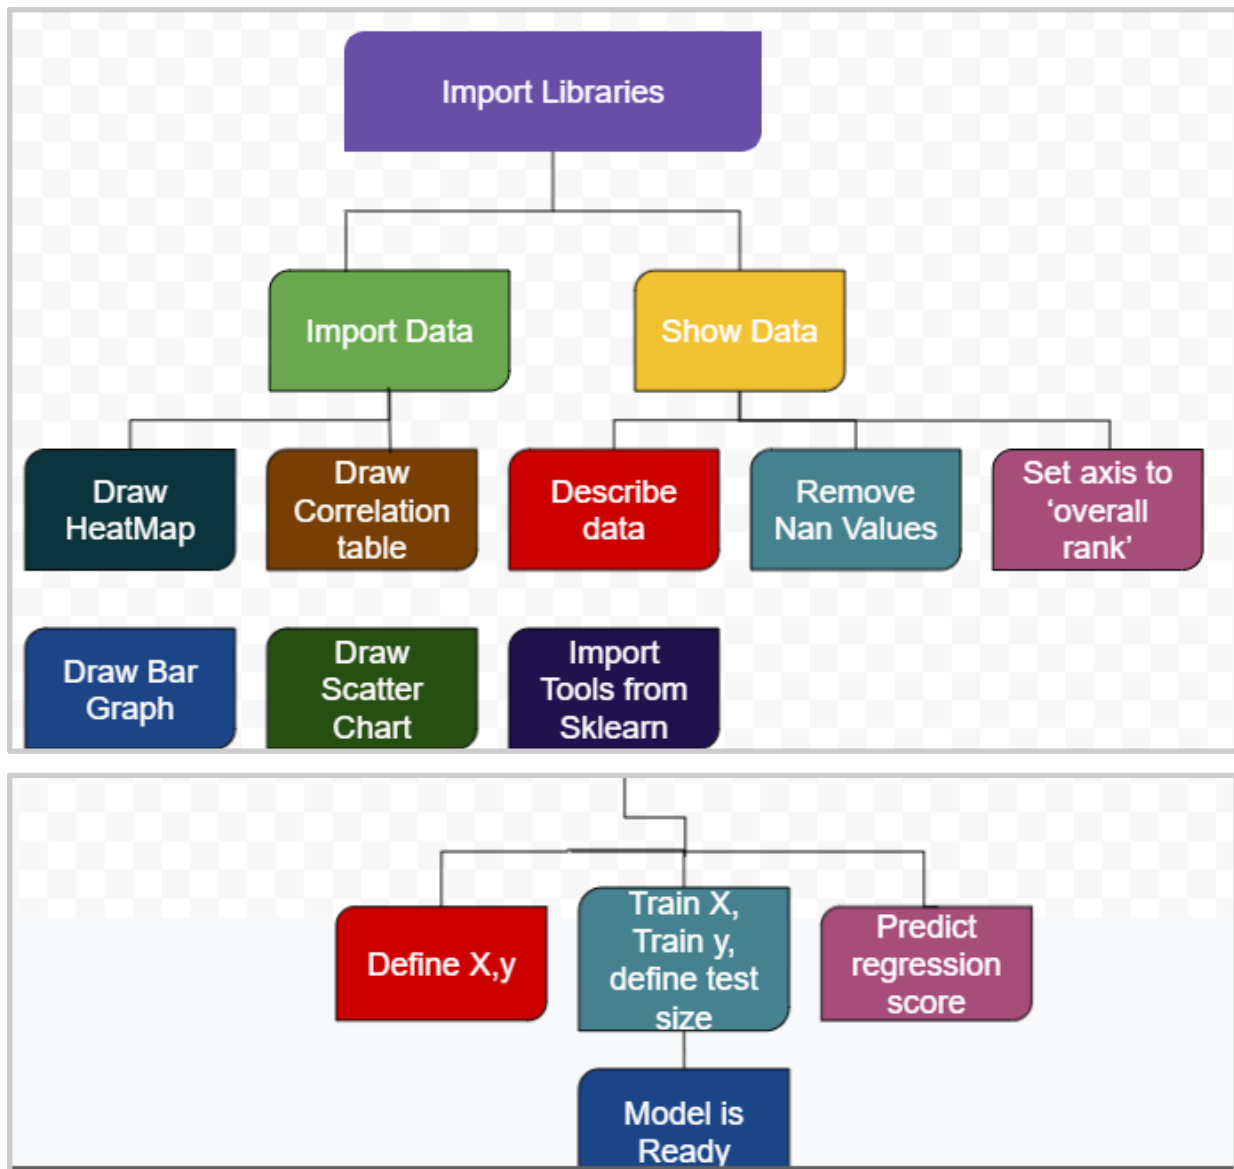 Import Libraries
Import Data
Show Data
Draw
HeatMap
Draw
Correlation
table
Describe
data
Remove
Nan Values
Set axis to
‘overall
rank’
Draw Bar
Graph
Draw
Scatter
Chart
Import
Tools from
Sklearn
Define X,y
Train X,
Train y,
define test
size
Predict
regression
score
Model is
Ready